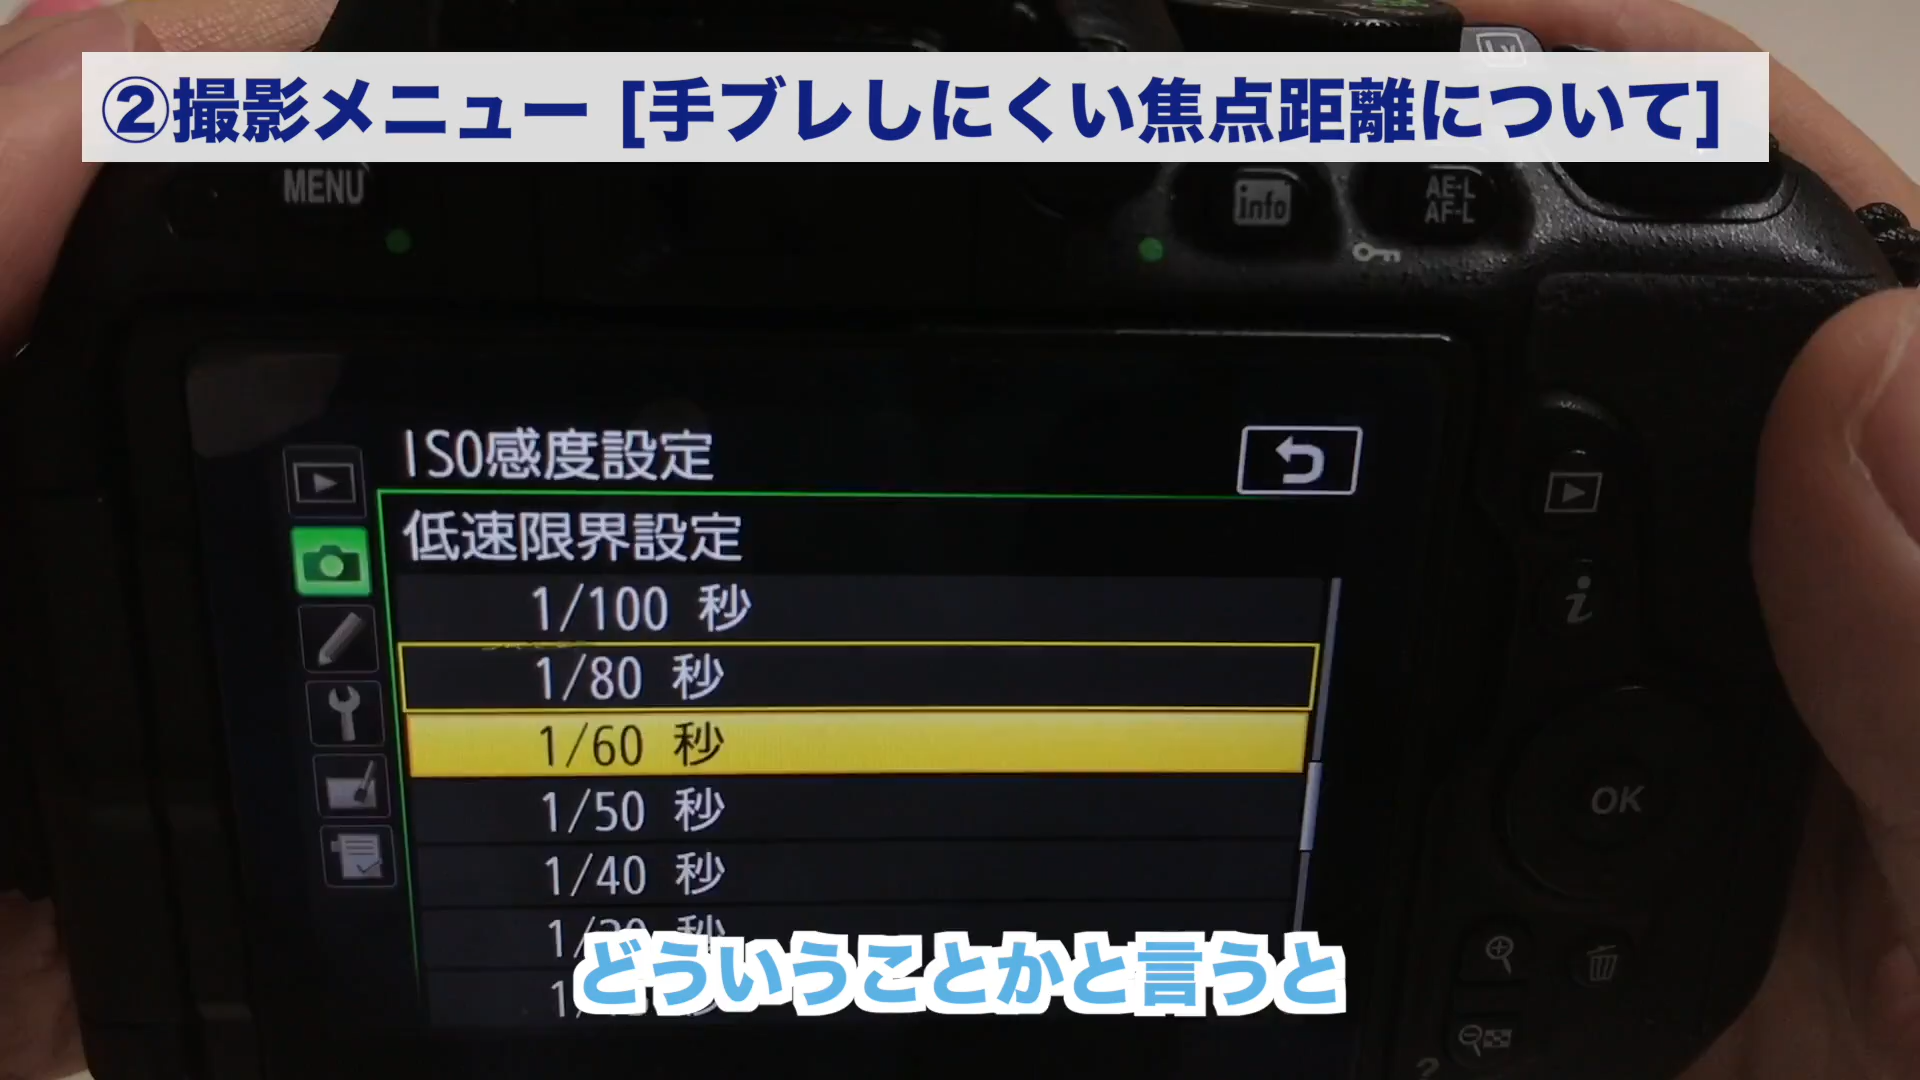 ②撮影メニュー [手ブレしにくい焦点距離について]
Lv
MENU
info
AE-L
AF-L
ISO感度設定
低速限界設定
1/100 秒
1/80 秒
1/60 秒
1/50 秒
1/40 秒
OK
どういうことかと言うと
?